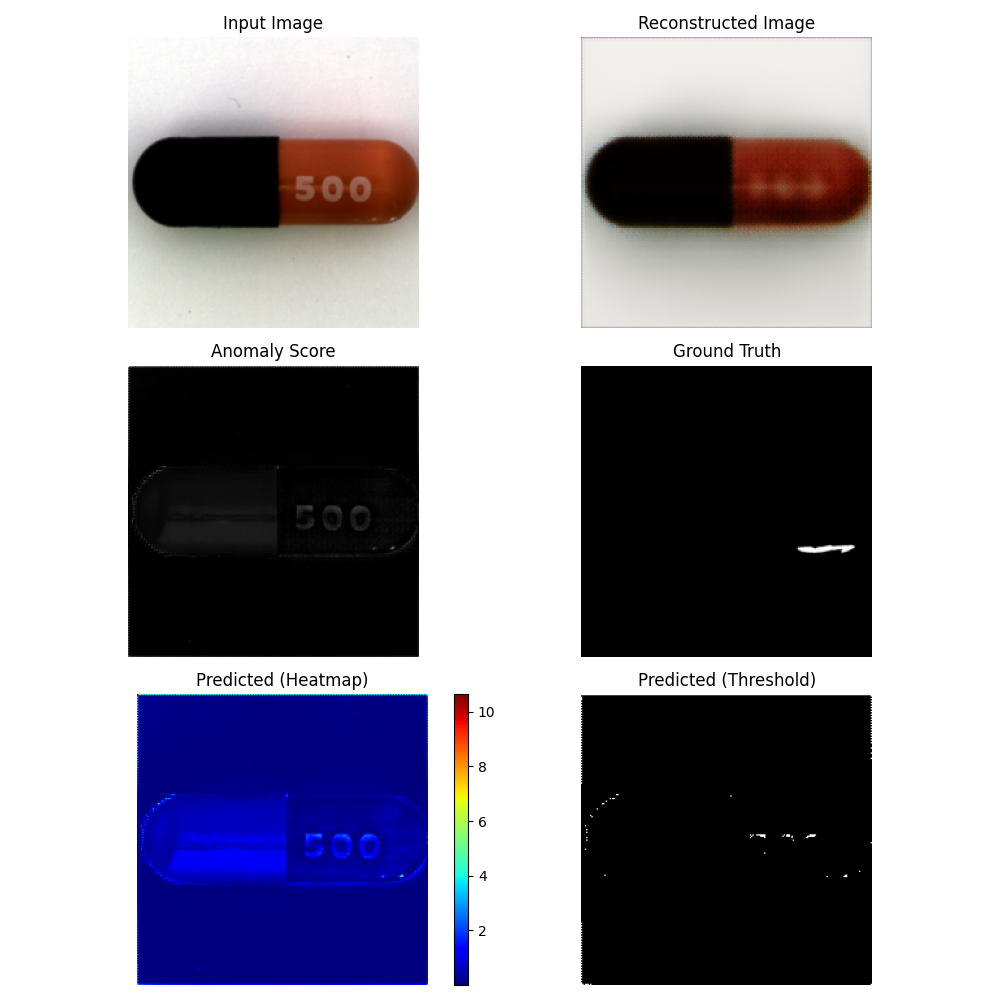 Input Image
Reconstructed Image
500
Anomaly Score
Ground Truth
500
Predicted (Heatmap)
Predicted (Threshold)
10
8
6
4
2
500